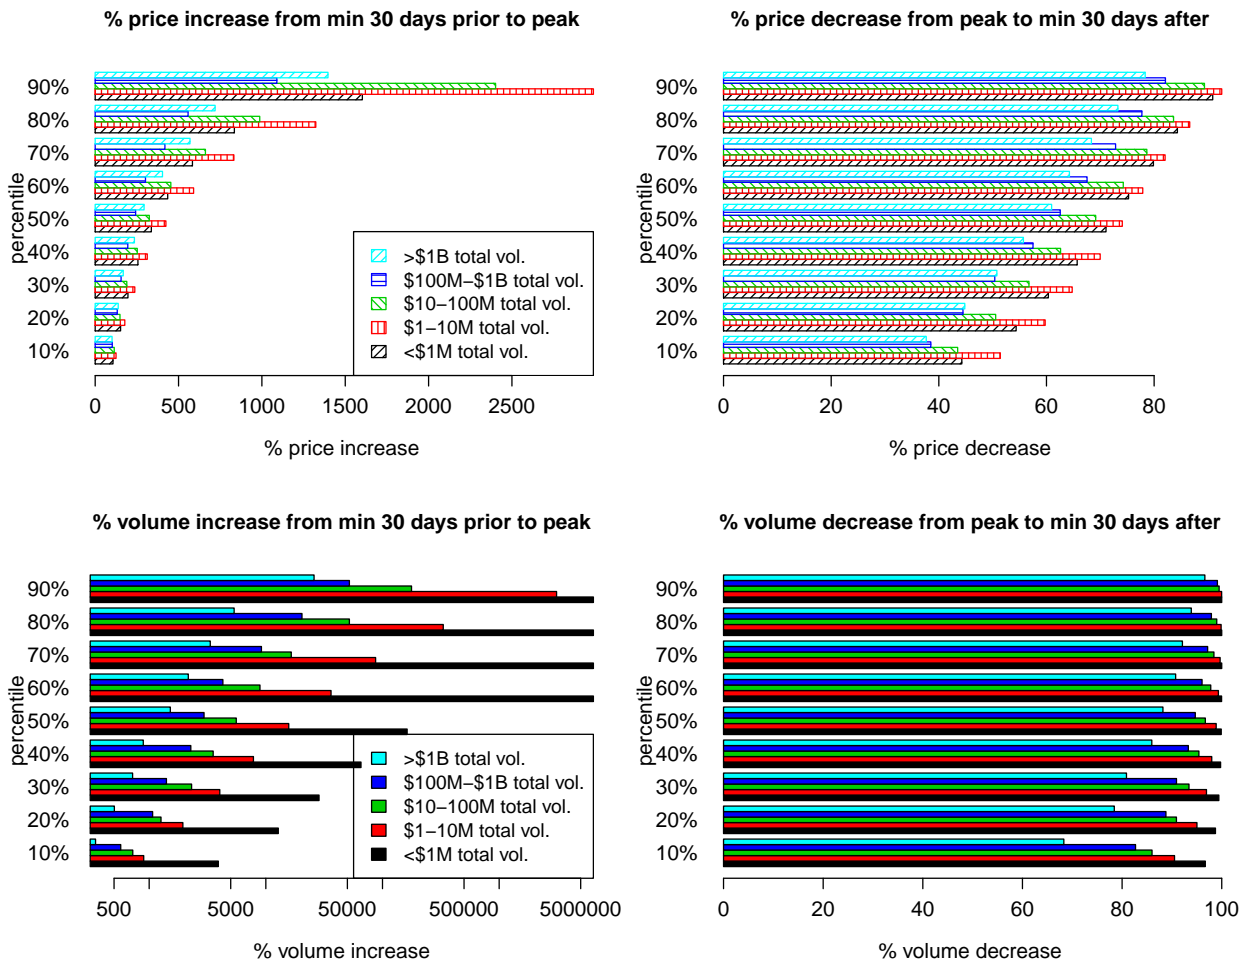 % price increase from min 30 days prior to peak
percentile
90%
80%
70%
60%
50%
40%
30%
20%
10%
>$1B total vol.
$100M−$1B total vol.
$10−100M total vol.
$1−10M total vol.
<$1M total vol.
0 500 1000 1500 2000 2500
% price increase
% price decrease from peak to min 30 days after
percentile
90%
80%
70%
60%
50%
40%
30%
20%
10%
0 20 40 60 80
% price decrease
% volume increase from min 30 days prior to peak
percentile
90%
80%
70%
60%
50%
40%
30%
20%
10%
>$1B total vol.
$100M−$1B total vol.
$10−100M total vol.
$1−10M total vol.
<$1M total vol.
500 5000 50000 500000 5000000
% volume increase
% volume decrease from peak to min 30 days after
percentile
90%
80%
70%
60%
50%
40%
30%
20%
10%
0 20 40 60 80 100
% volume decrease